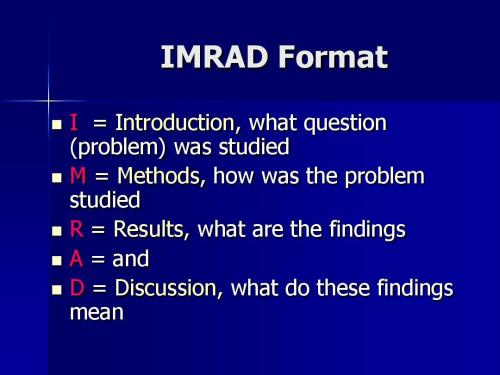 IMRAD Format
I = Introduction, what question
(problem) was studied
M = Methods, how was the problem
studied
R = Results, what are the findings
A = and
D = Discussion, what do these findings
mean